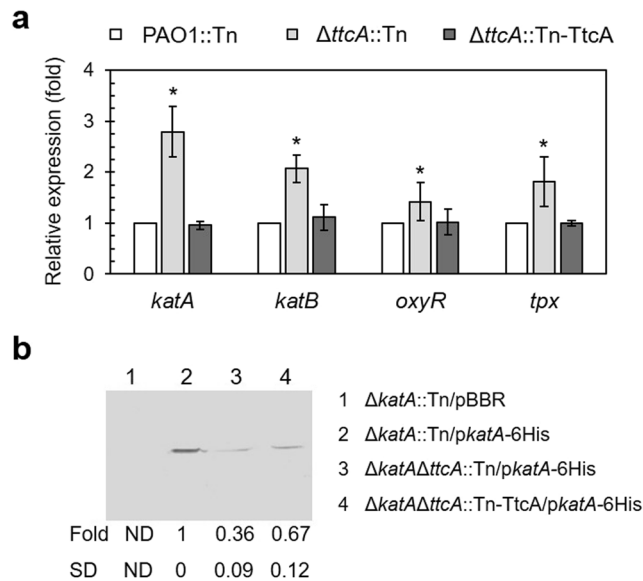 a
PAO1::Tn ΔttcA::Tn ΔttcA::Tn-TtcA
Relative expression (fold)
4
3
2
1
0
* * * *
katA katB oxyR tpx
b
1 2 3 4
1 ΔkatA::Tn/pBBR
2 ΔkatA::Tn/pkatA-6His
3 ΔkatAΔttcA::Tn/pkatA-6His
4 ΔkatAΔttcA::Tn-TtcA/pkatA-6His
Fold ND 1 0.36 0.67
SD ND 0 0.09 0.12